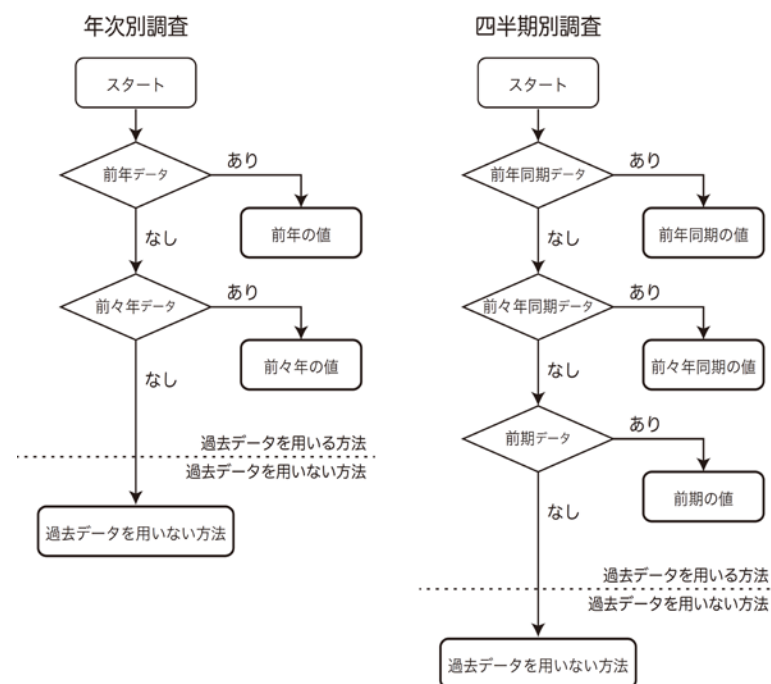 年次別調査
スタート
前年データ
あり
前年の値
なし
前々年データ
あり
前々年の値
なし
過去データを用いる方法
過去データを用いない方法
過去データを用いない方法
四半期別調査
スタート
前年同期データ
あり
前年同期の値
なし
前々年同期データ
あり
前々年同期の値
なし
前期データ
あり
前期の値
なし
過去データを用いる方法
過去データを用いない方法
過去データを用いない方法